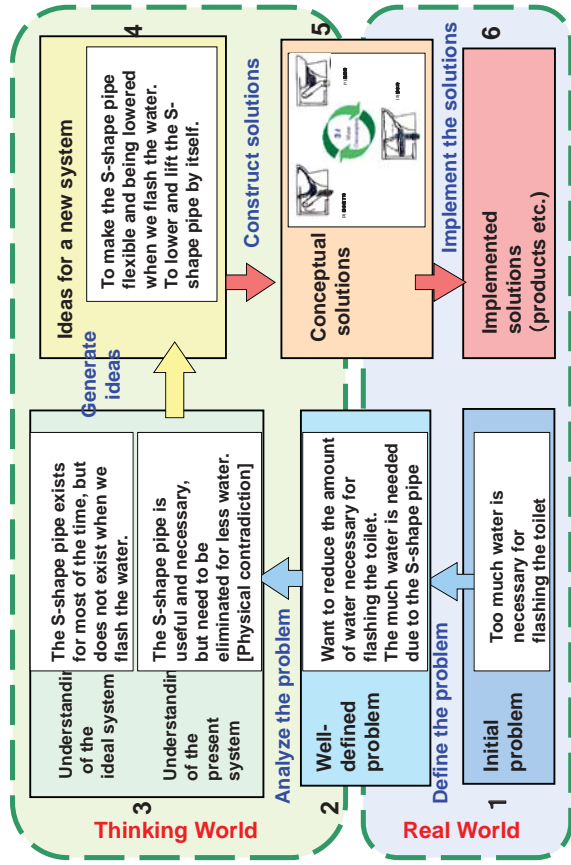 3
Understandin
of the
ideal system
The S-shape pipe exists
for most of the time, but
does not exist when we
flash the water.
Understandin
of the
present
system
The S-shape pipe is
useful and necessary,
but need to be
eliminated for less water.
[Physical contradiction]
Generate
ideas
4
Ideas for a new system
To make the S-shape pipe
flexible and being lowered
when we flash the water.
To lower and lift the S-
shape pipe by itself.
Thinking World
Analyze the problem
Construct solutions
2
Well-
defined
problem
Want to reduce the amount
of water necessary for
flashing the toilet.
The much water is needed
due to the S-shape pipe
5
Conceptual
solutions
Real World
Define the problem
Implement the solutions
1
Initial
problem
Too much water is
necessary for
flashing the toilet
6
Implemented
solutions
(products etc.)